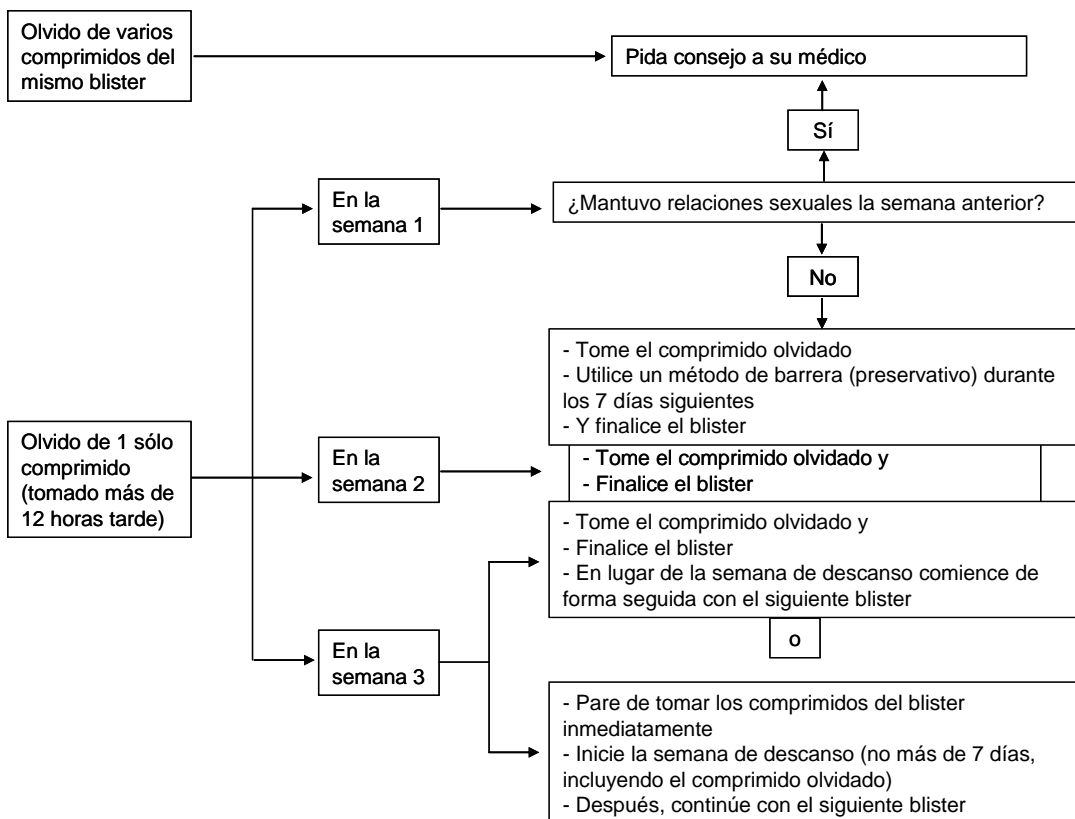 Olvido de varios
comprimidos del
mismo blister
Pida consejo a su médico
Sí
En la
semana 1
¿Mantuvo relaciones sexuales la semana anterior?
No
- Tome el comprimido olvidado
- Utilice un método de barrera (preservativo) durante
los 7 días siguientes
- Y finalice el blister
Olvido de 1 sólo
comprimido
(tomado más de
12 horas tarde)
En la
semana 2
- Tome el comprimido olvidado y
- Finalice el blister
- Tome el comprimido olvidado y
- Finalice el blister
- En lugar de la semana de descanso comience de
forma seguida con el siguiente blister
o
En la
semana 3
- Pare de tomar los comprimidos del blister
inmediatamente
- Inicie la semana de descanso (no más de 7 días,
incluyendo el comprimido olvidado)
- Después, continúe con el siguiente blister